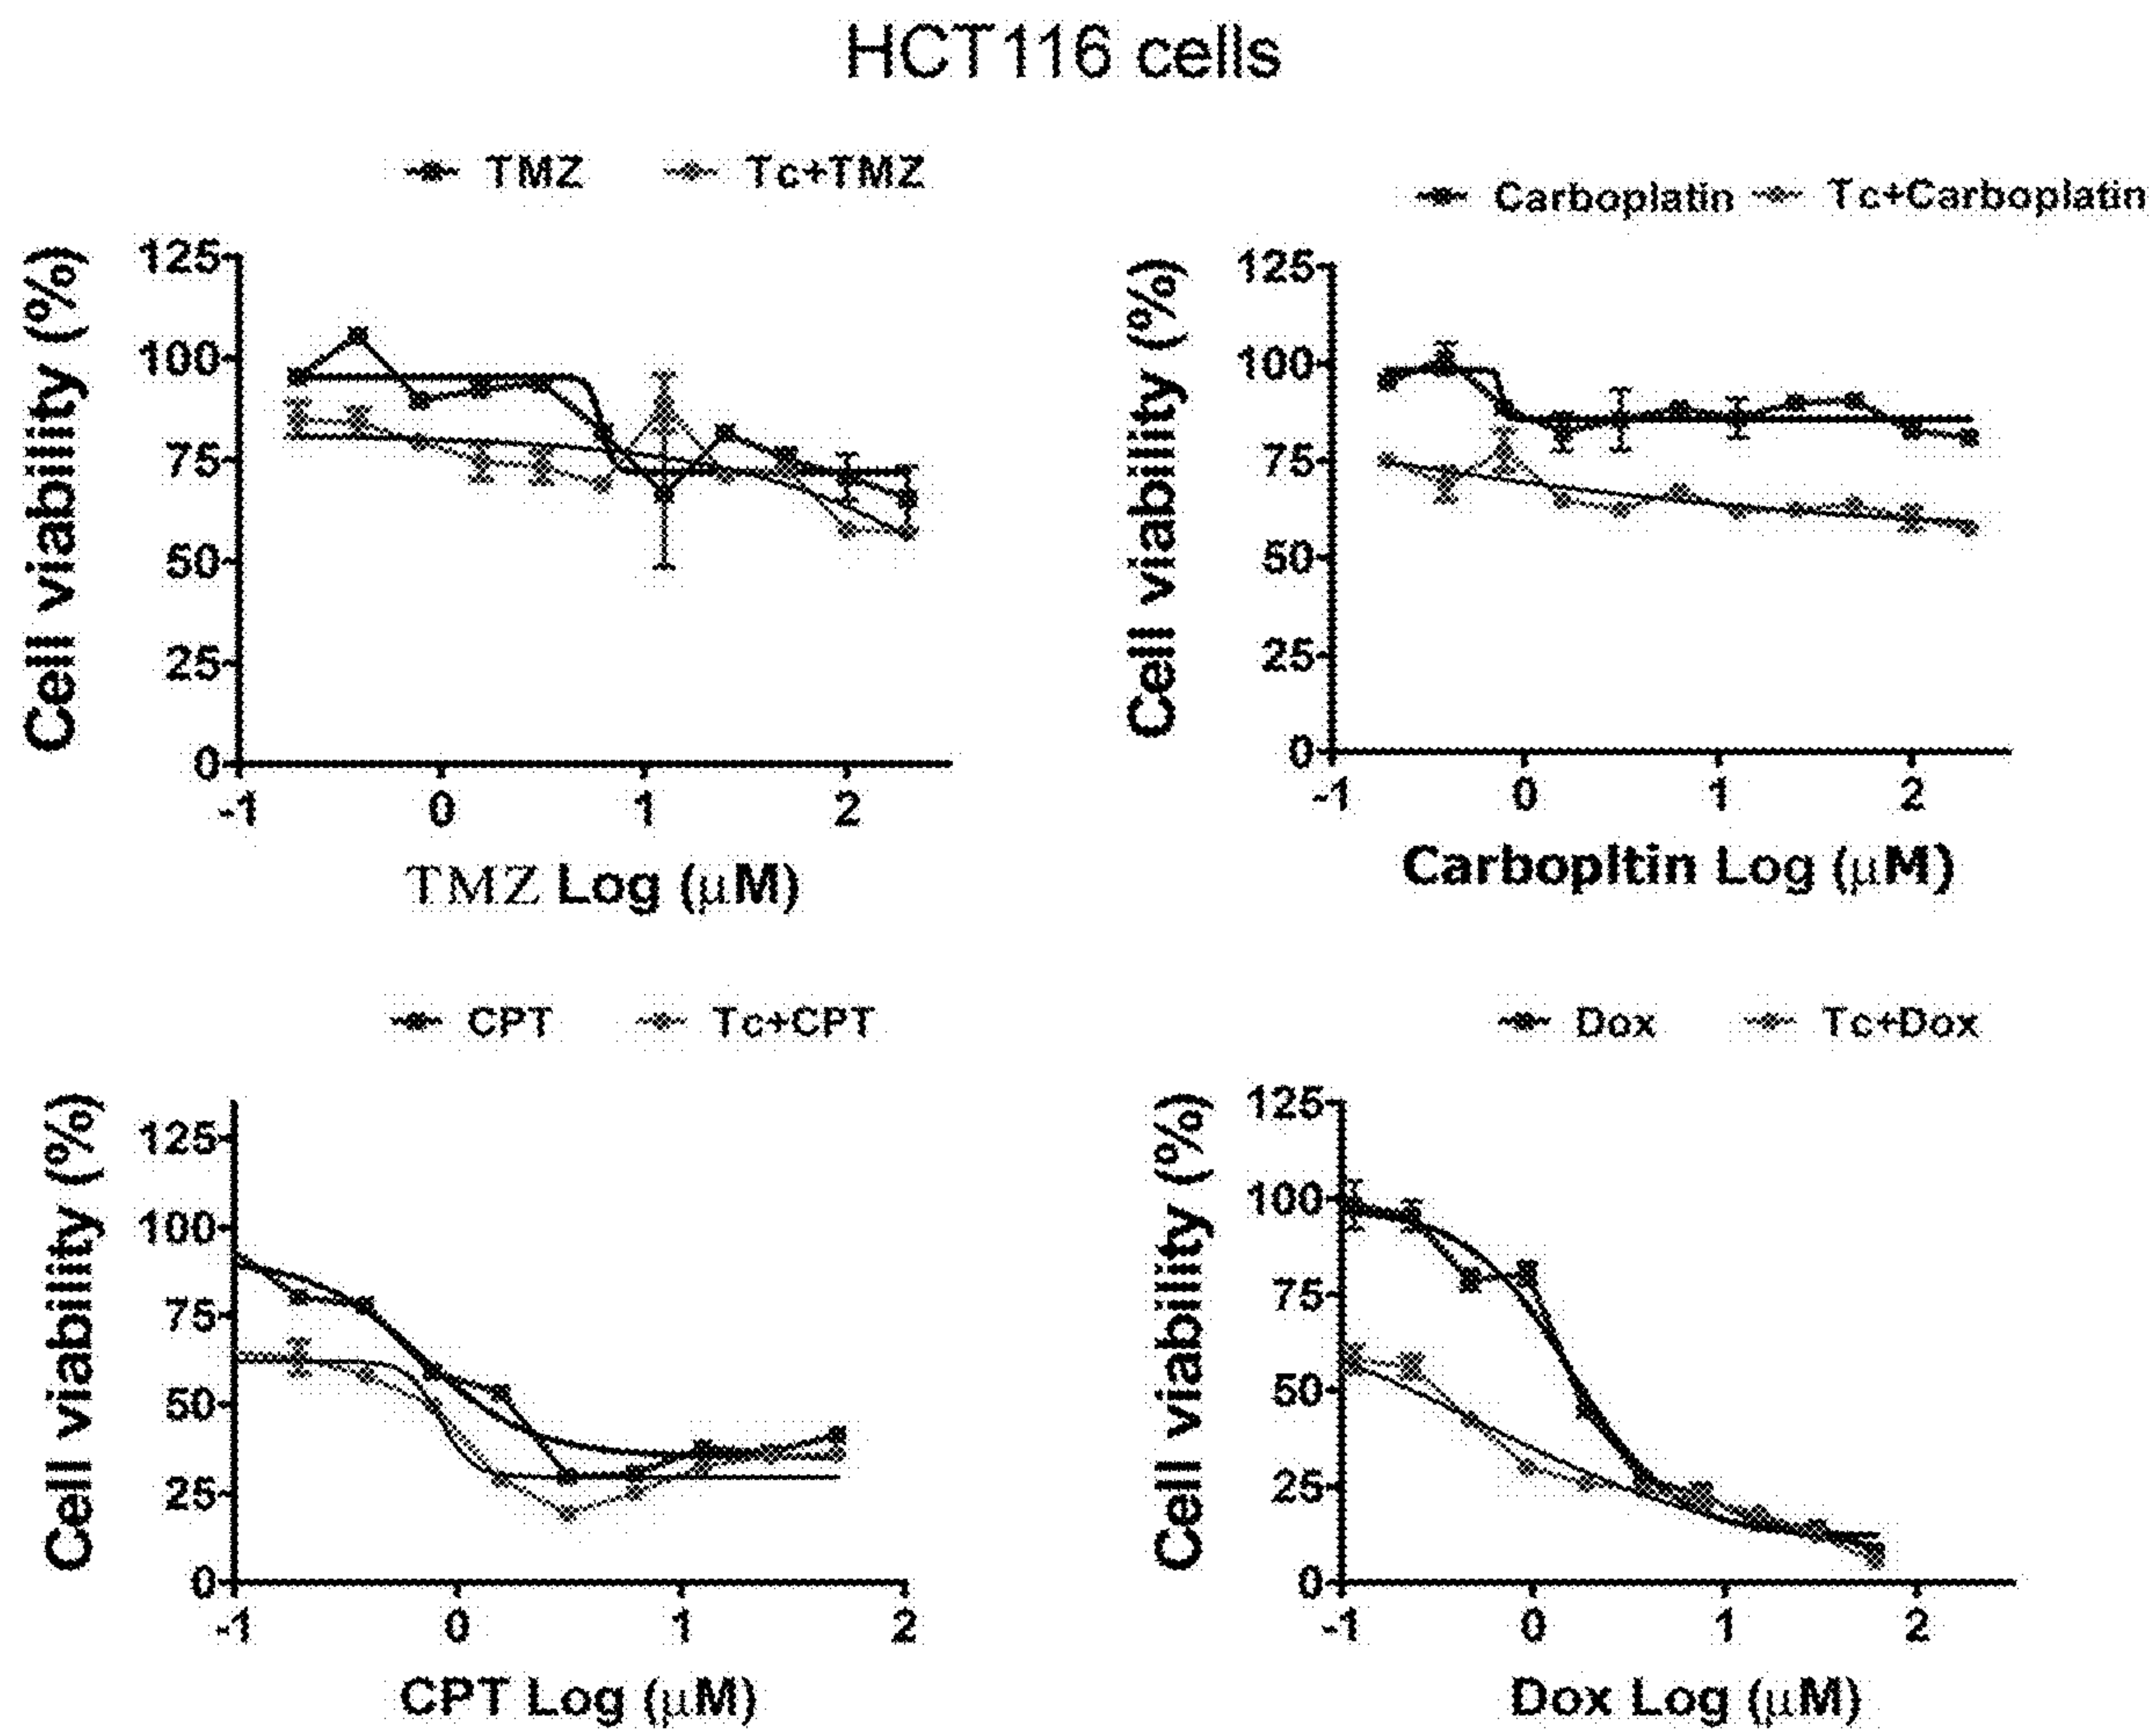 HCT116 cells
TMZ Tc+TMZ
Cell viability (%)
125
100
75
50
25
0
-1 0 1 2
TMZ Log (μM)
Carboplatin Tc+Carboplatin
Cell viability (%)
125
100
75
50
25
0
-1 0 1 2
Carbopltin Log (μM)
CPT Tc+CPT
Cell viability (%)
125
100
75
50
25
0
-1 0 1 2
CPT Log (μM)
Dox Tc+Dox
Cell viability (%)
125
100
75
50
25
0
-1 0 1 2
Dox Log (μM)